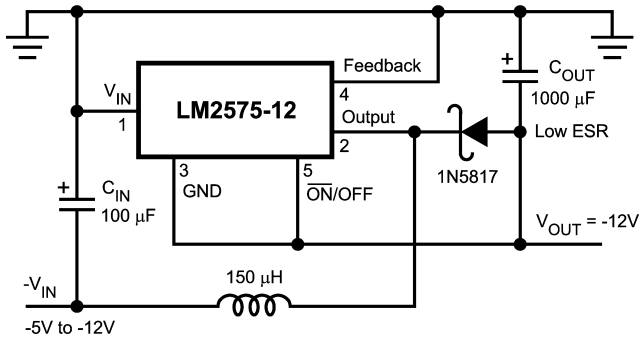 Feedback
4
+
C_OUT
1000 µF
V_IN
1
LM2575-12
Output
2
Low ESR
1N5817
3
GND
5
O̅N̅/OFF
+
C_IN
100 µF
V_OUT = -12V
150 µH
-V_IN
-5V to -12V